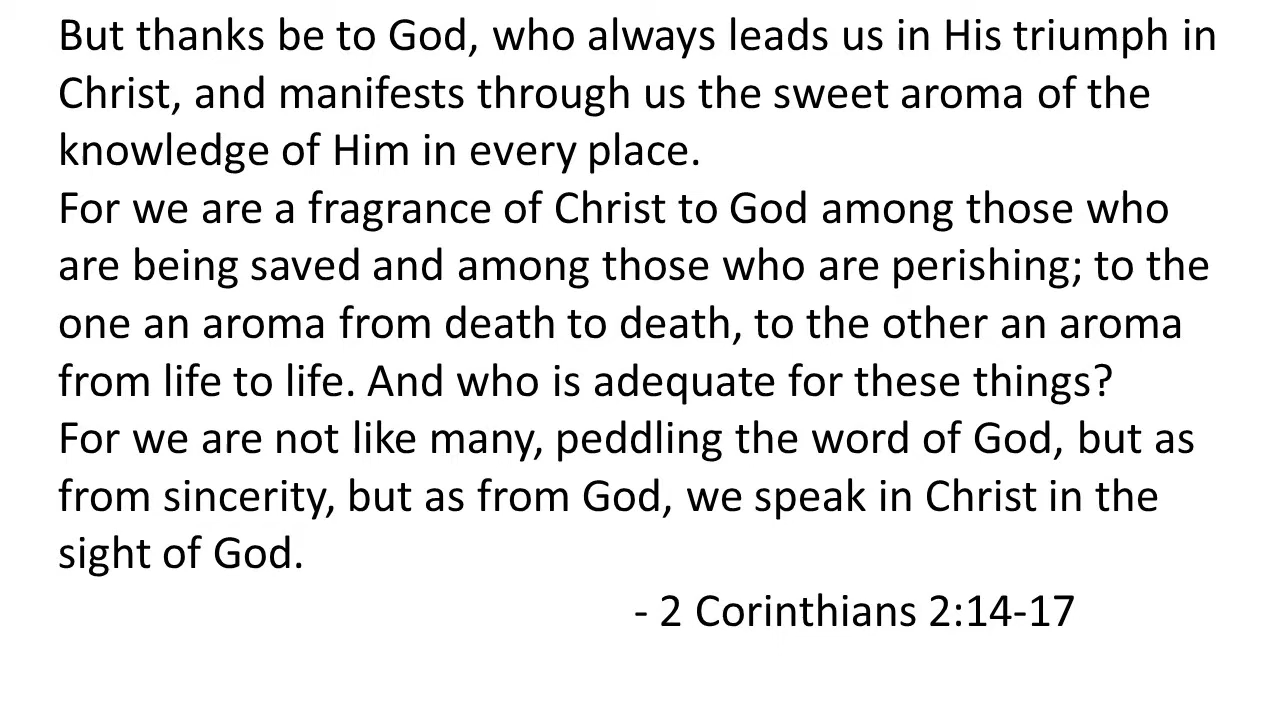 But thanks be to God, who always leads us in His triumph in
Christ, and manifests through us the sweet aroma of the
knowledge of Him in every place.
For we are a fragrance of Christ to God among those who
are being saved and among those who are perishing; to the
one an aroma from death to death, to the other an aroma
from life to life. And who is adequate for these things?
For we are not like many, peddling the word of God, but as
from sincerity, but as from God, we speak in Christ in the
sight of God.
- 2 Corinthians 2:14-17